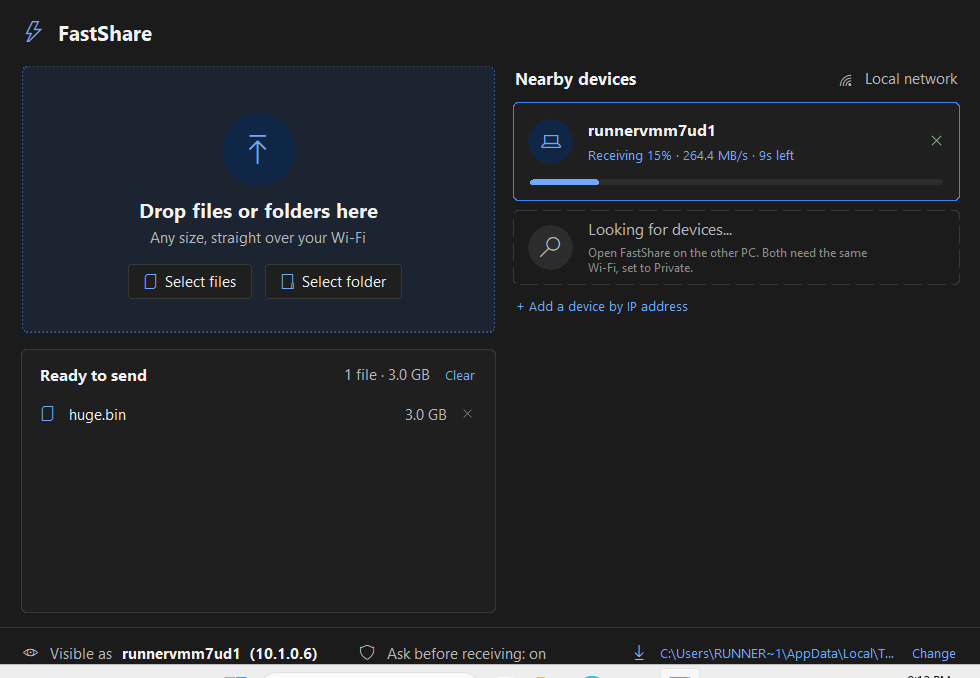 FastShare
Drop files or folders here
Any size, straight over your Wi-Fi
Select files
Select folder
Ready to send
1 file · 3.0 GB
Clear
huge.bin
3.0 GB
Nearby devices
Local network
runnervmm7ud1
Receiving 15% · 264.4 MB/s · 9s left
Looking for devices...
Open FastShare on the other PC. Both need the same
Wi-Fi, set to Private.
+ Add a device by IP address
Visible as runnervmm7ud1 (10.1.0.6)
Ask before receiving: on
C:\Users\RUNNER~1\AppData\Local\T...
Change